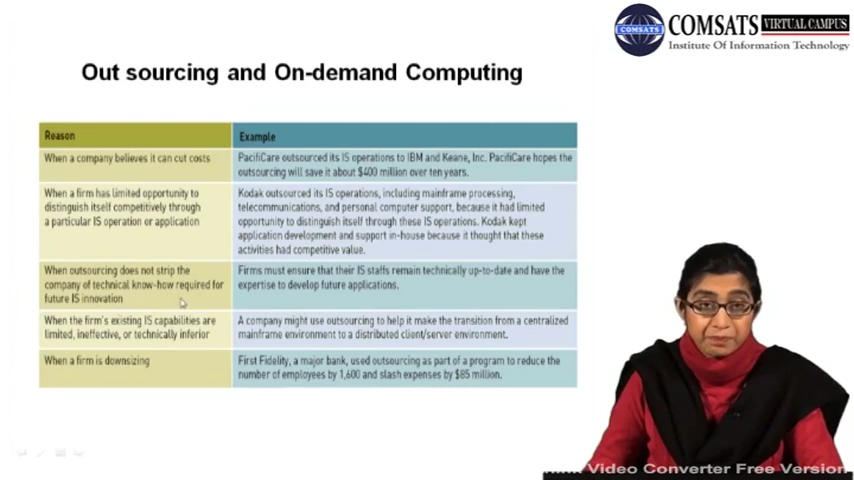 COMSATS VIRTUAL CAMPUS
COMSATS
Institute Of Information Technology
Out sourcing and On-demand Computing
Reason
Example
When a company believes it can cut costs
PacifiCare outsourced its IS operations to IBM and Keane, Inc. PacifiCare hopes the
outsourcing will save it about $400 million over ten years.
When a firm has limited opportunity to
distinguish itself competitively through
a particular IS operation or application
Kodak outsourced its IS operations, including mainframe processing,
telecommunications, and personal computer support, because it had limited
opportunity to distinguish itself through these IS operations. Kodak kept
application development and support in-house because it thought that these
activities had competitive value.
When outsourcing does not strip the
company of technical know-how required for
future IS innovation
Firms must ensure that their IS staffs remain technically up-to-date and have the
expertise to develop future applications.
When the firm's existing IS capabilities are
limited, ineffective, or technically inferior
A company might use outsourcing to help it make the transition from a centralized
mainframe environment to a distributed client/server environment.
When a firm is downsizing
First Fidelity, a major bank, used outsourcing as part of a program to reduce the
number of employees by 1,600 and slash expenses by $85 million.
Video Converter Free Version